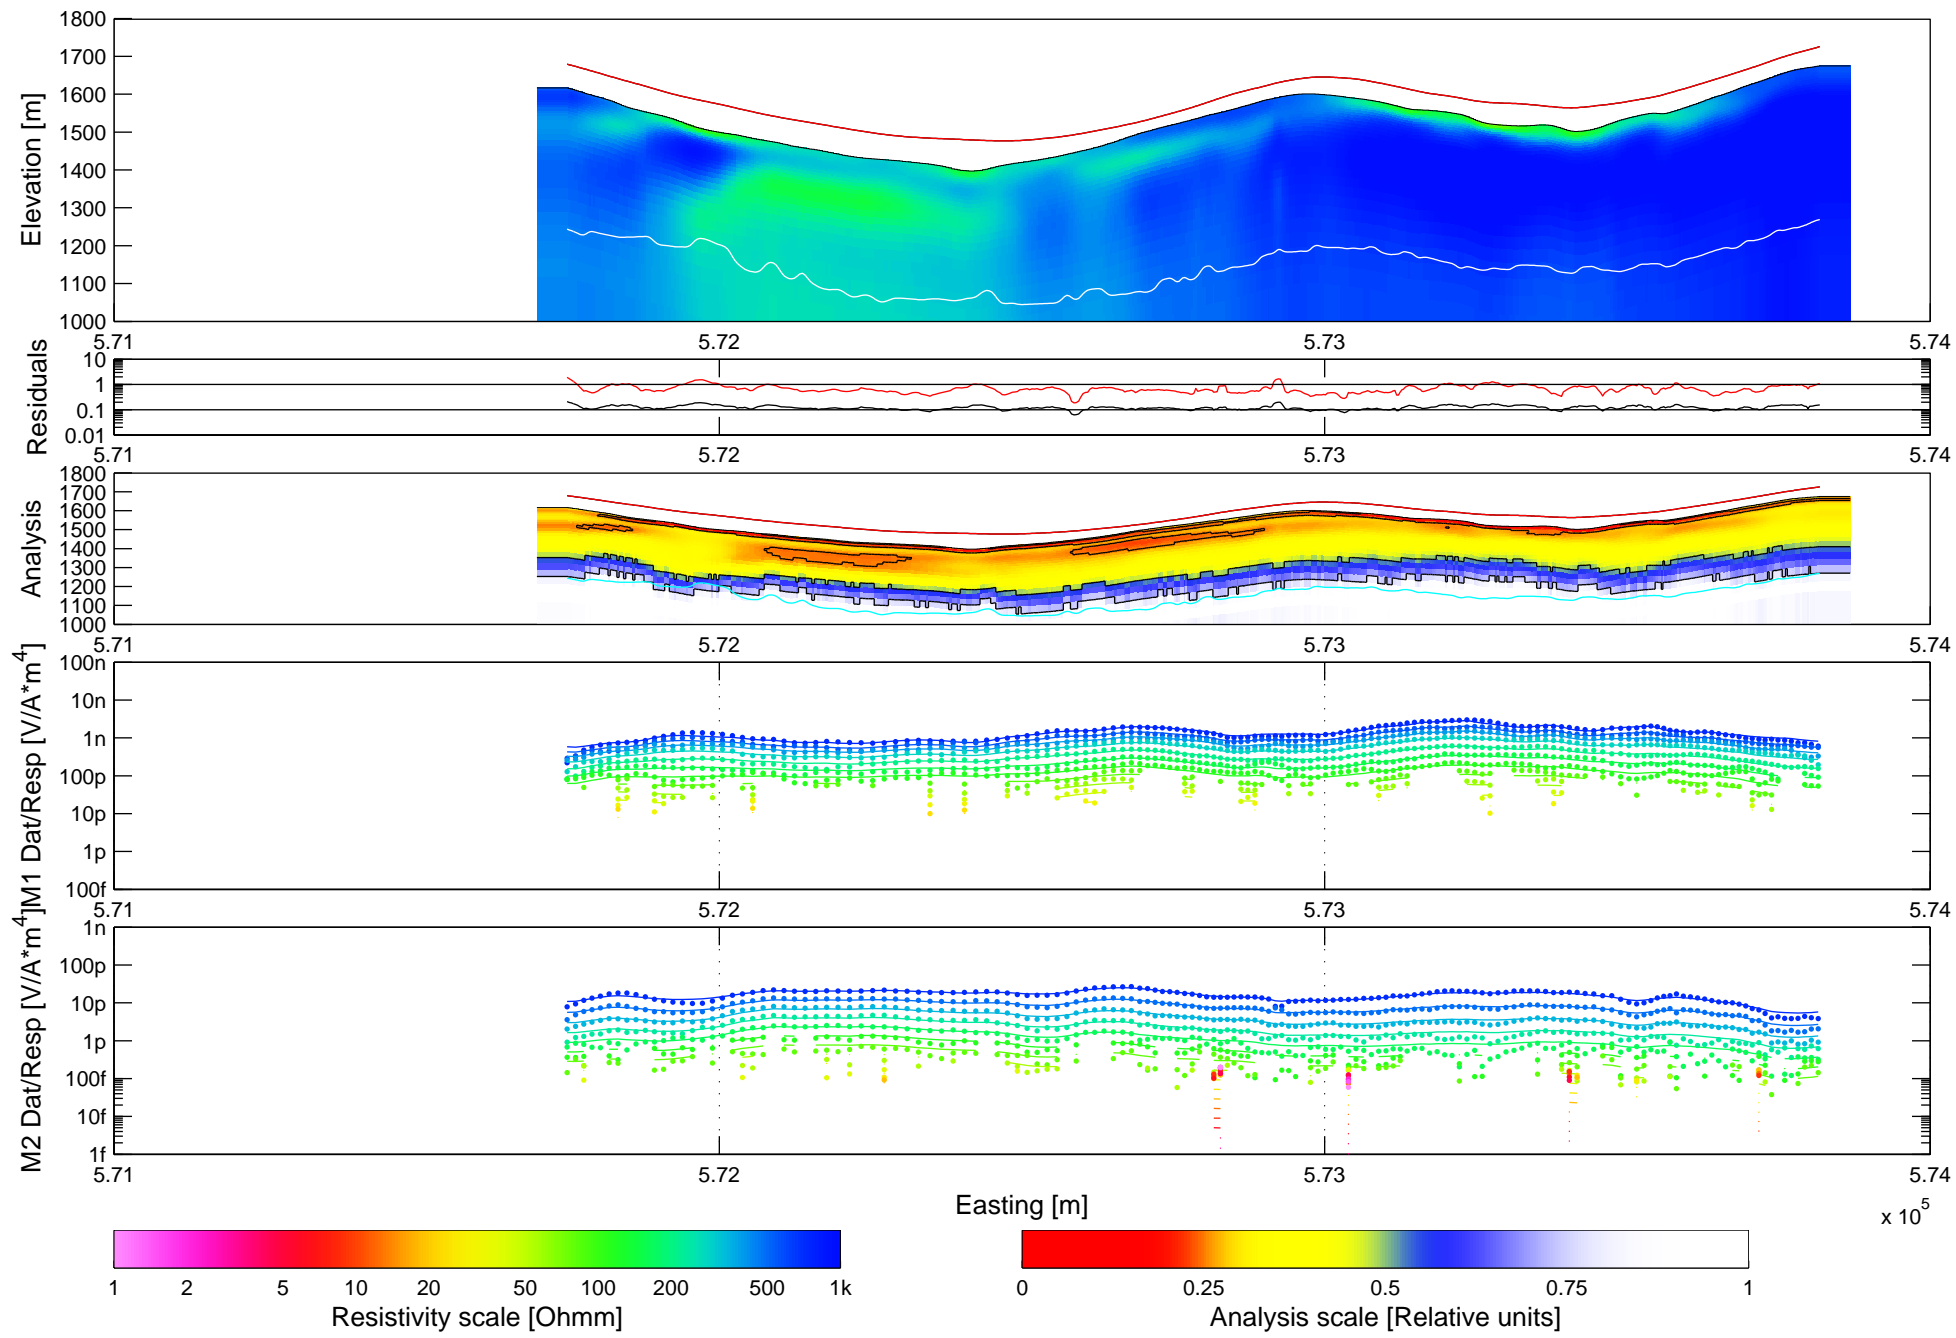 1800
1700
1600
1500
1400
1300
1200
1100
1000
Elevation [m]
5.71 5.72 5.73 5.74
10
1
0.1
0.01
Residuals
5.71 5.72 5.73 5.74
1800
1700
1600
1500
1400
1300
1200
1100
1000
Analysis
5.71 5.72 5.73 5.74
100n
10n
1n
100p
10p
1p
100f
M1 Dat/Resp [V/A*m^4]
5.71 5.72 5.73 5.74
1n
100p
10p
1p
100f
10f
1f
M2 Dat/Resp [V/A*m^4]
5.71 5.72 5.73 5.74
Easting [m]
x 10^5
1 2 5 10 20 50 100 200 500 1k
Resistivity scale [Ohmm]
0 0.25 0.5 0.75 1
Analysis scale [Relative units]